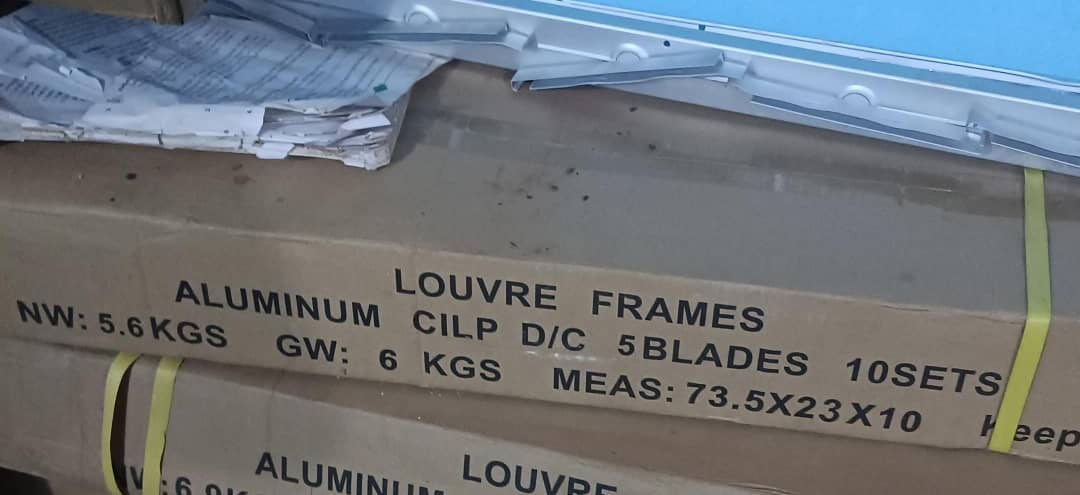 LOUVRE FRAMES
ALUMINUM CILP D/C 5BLADES 10SETS
NW: 5.6KGS GW: 6 KGS MEAS: 73.5X23X10 Keep
LOUVRE
ALUMINUM